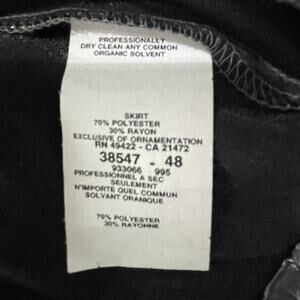 PROFESSIONALLY
DRY CLEAN ANY COMMON
ORGANIC SOLVENT
SKIRT
70% POLYESTER
30% RAYON
EXCLUSIVE OF ORNAMENTATION
RN 49422 - CA 21472
38547 - 48
933066 995
PROFESSIONEL A SEC
SEULEMENT
N'IMPORTE QUEL COMMUN
SOLVANT ORANIQUE
70% POLYESTER
30% RAYONNE